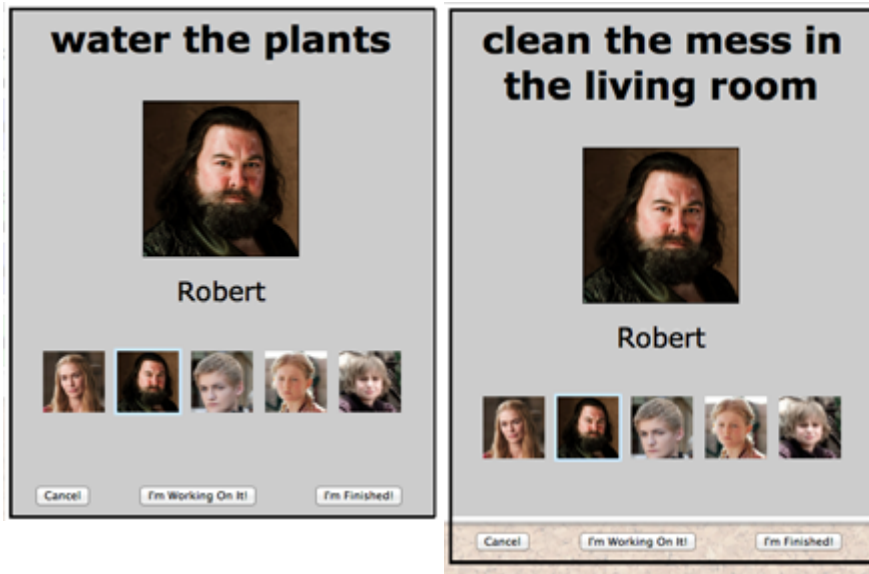 water the plants
Robert
Cancel
I'm Working On It!
I'm Finished!
clean the mess in
the living room
Robert
Cancel
I'm Working On It!
I'm Finished!